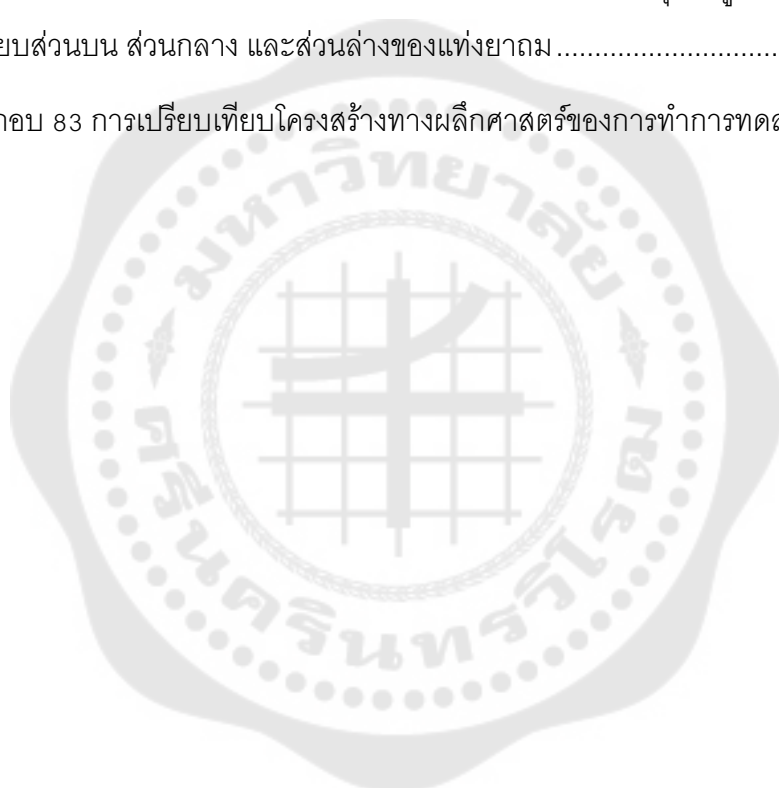 ยบส่วนบน ส่วนกลาง และส่วนล่างของแท่งยาถม ..............................
กอบ 83 การเปรียบเทียบโครงสร้างทางผลึกศาสตร์ของการทำการทด
มหาวิทยาลัย
ศรีนครินทรวิโรฒ